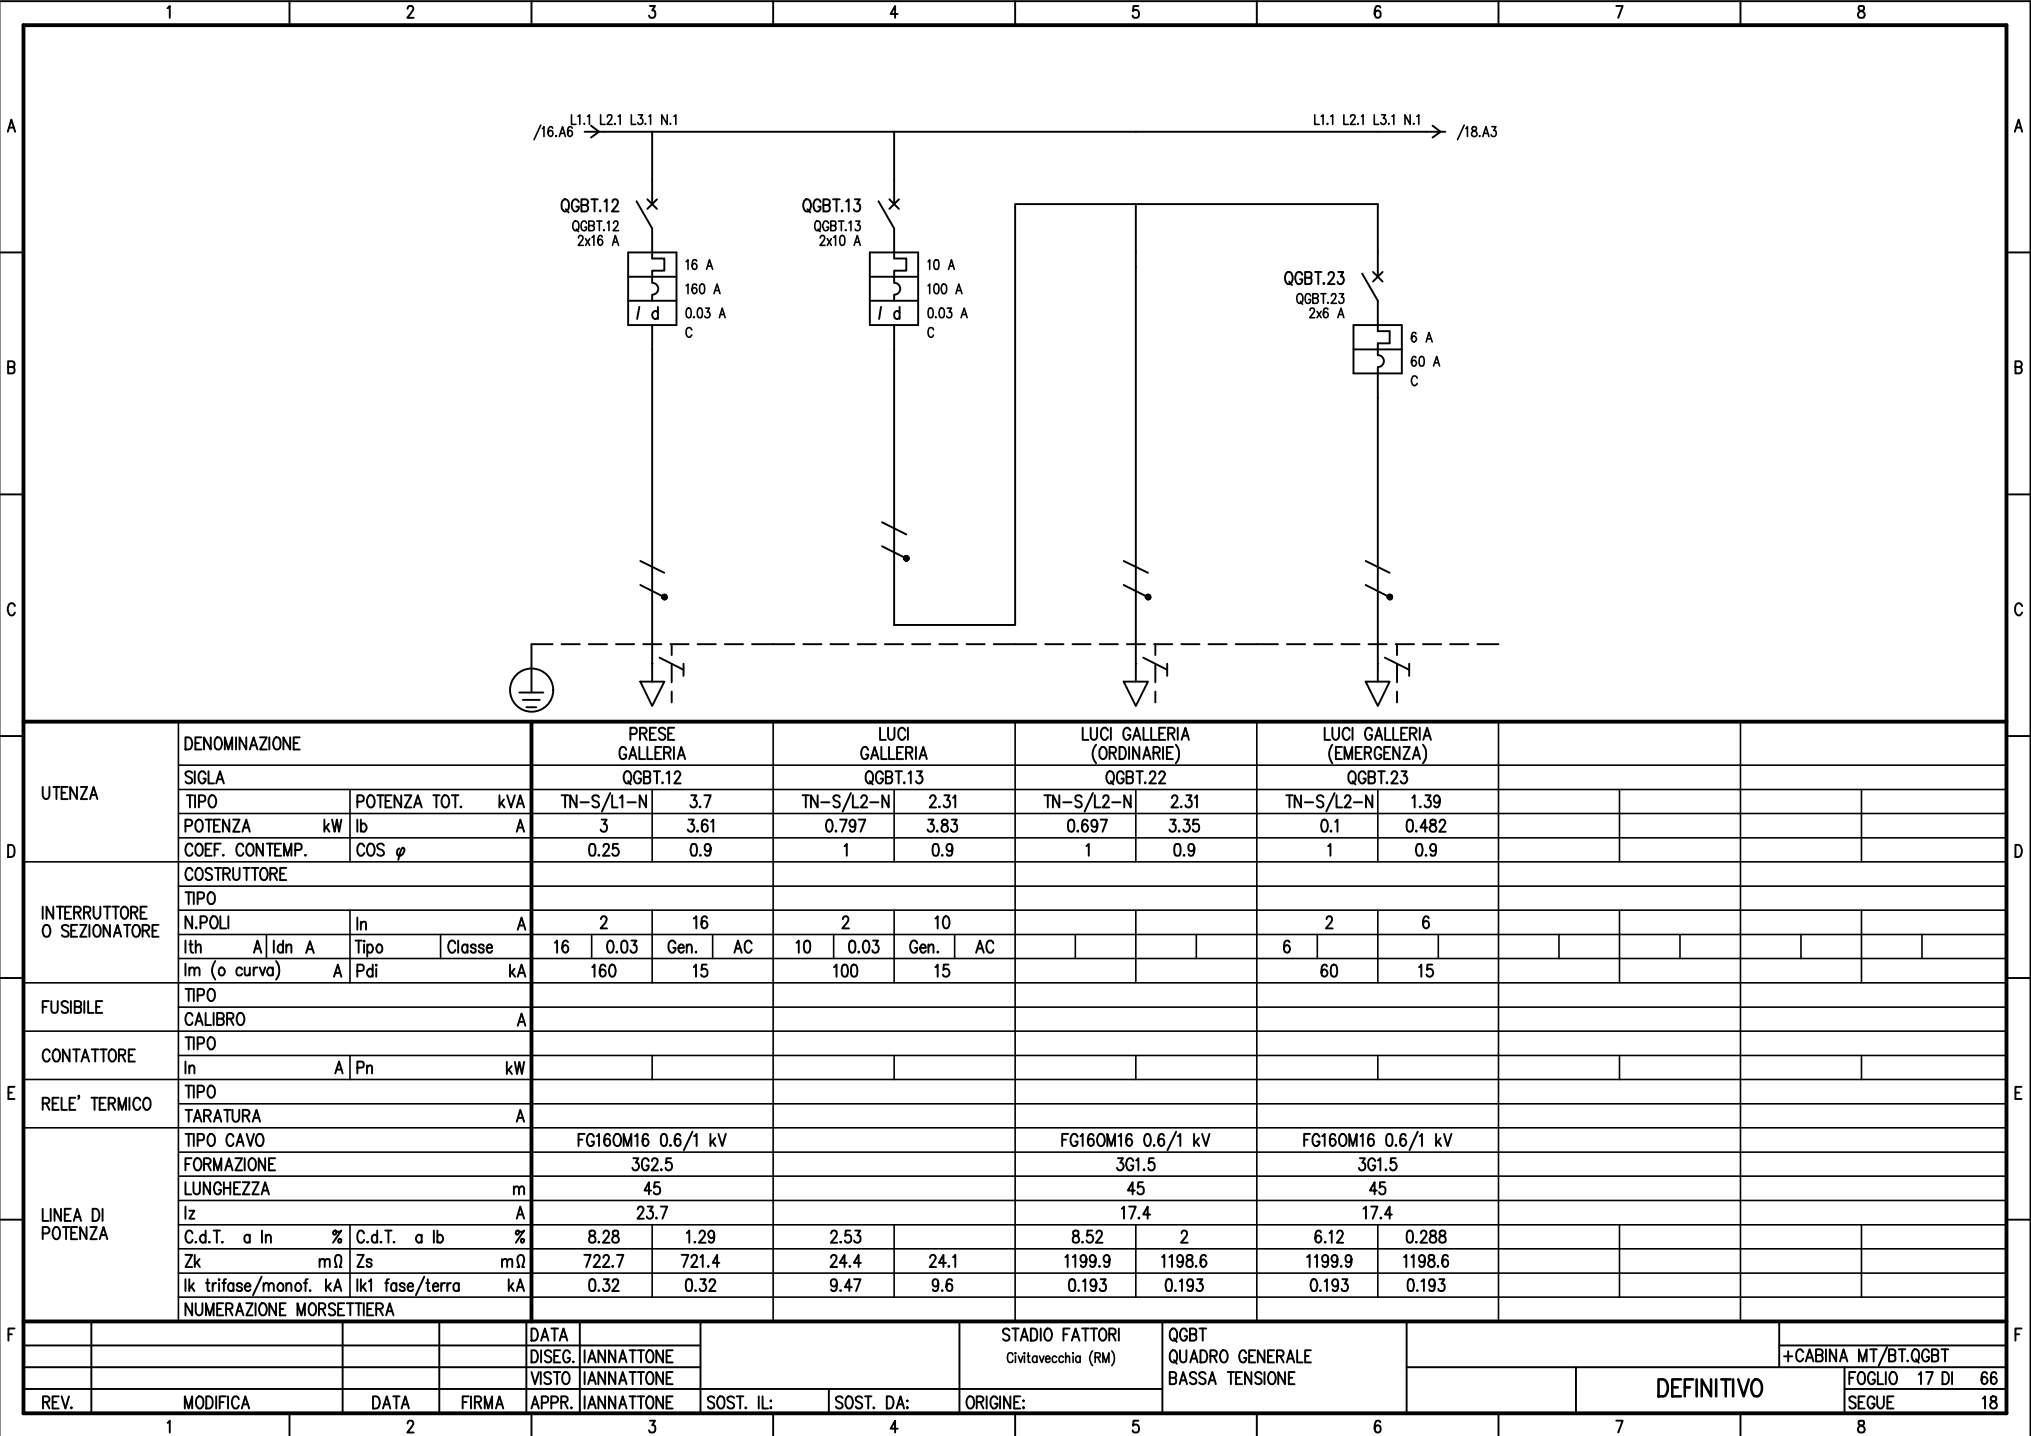 1 2 3 4 5 6 7 8
A A
L1.1 L2.1 L3.1 N.1 L1.1 L2.1 L3.1 N.1
/16.A6 /18.A3
QGBT.12
QGBT.12
2x16 A
16 A
160 A
I d 0.03 A
C
QGBT.13
QGBT.13
2x10 A
10 A
100 A
I d 0.03 A
C
QGBT.23
QGBT.23
2x6 A
6 A
60 A
C
B B
C C
UTENZA
DENOMINAZIONE PRESE GALLERIA LUCI GALLERIA LUCI GALLERIA (ORDINARIE) LUCI GALLERIA (EMERGENZA)
SIGLA QGBT.12 QGBT.13 QGBT.22 QGBT.23
TIPO POTENZA TOT. kVA TN-S/L1-N 3.7 TN-S/L2-N 2.31 TN-S/L2-N 2.31 TN-S/L2-N 1.39
POTENZA kW Ib A 3 3.61 0.797 3.83 0.697 3.35 0.1 0.482
D COEF. CONTEMP. COS φ 0.25 0.9 1 0.9 1 0.9 1 0.9 D
INTERRUTTORE
O SEZIONATORE
COSTRUTTORE
TIPO
N.POLI In A 2 16 2 10 2 6
Ith A Idn A Tipo Classe 16 0.03 Gen. AC 10 0.03 Gen. AC 6
Im (o curva) A Pdi kA 160 15 100 15 60 15
FUSIBILE
TIPO
CALIBRO A
CONTATTORE
TIPO
In A Pn kW
E RELE' TERMICO E
TIPO
TARATURA A
LINEA DI
POTENZA
TIPO CAVO FG16OM16 0.6/1 kV FG16OM16 0.6/1 kV FG16OM16 0.6/1 kV
FORMAZIONE 3G2.5 3G1.5 3G1.5
LUNGHEZZA m 45 45 45
Iz A 23.7 17.4 17.4
C.d.T. a In % C.d.T. a Ib % 8.28 1.29 2.53 8.52 2 6.12 0.288
Zk mΩ Zs mΩ 722.7 721.4 24.4 24.1 1199.9 1198.6 1199.9 1198.6
Ik trifase/monof. kA Ik1 fase/terra kA 0.32 0.32 9.47 9.6 0.193 0.193 0.193 0.193
NUMERAZIONE MORSETTIERA
F DATA STADIO FATTORI QGBT F
DISEG. IANNATTONE Civitavecchia (RM) QUADRO GENERALE +CABINA MT/BT.QGBT
VISTO IANNATTONE BASSA TENSIONE DEFINITIVO FOGLIO 17 DI 66
REV. MODIFICA DATA FIRMA APPR. IANNATTONE SOST. IL: SOST. DA: ORIGINE: SEGUE 18
1 2 3 4 5 6 7 8